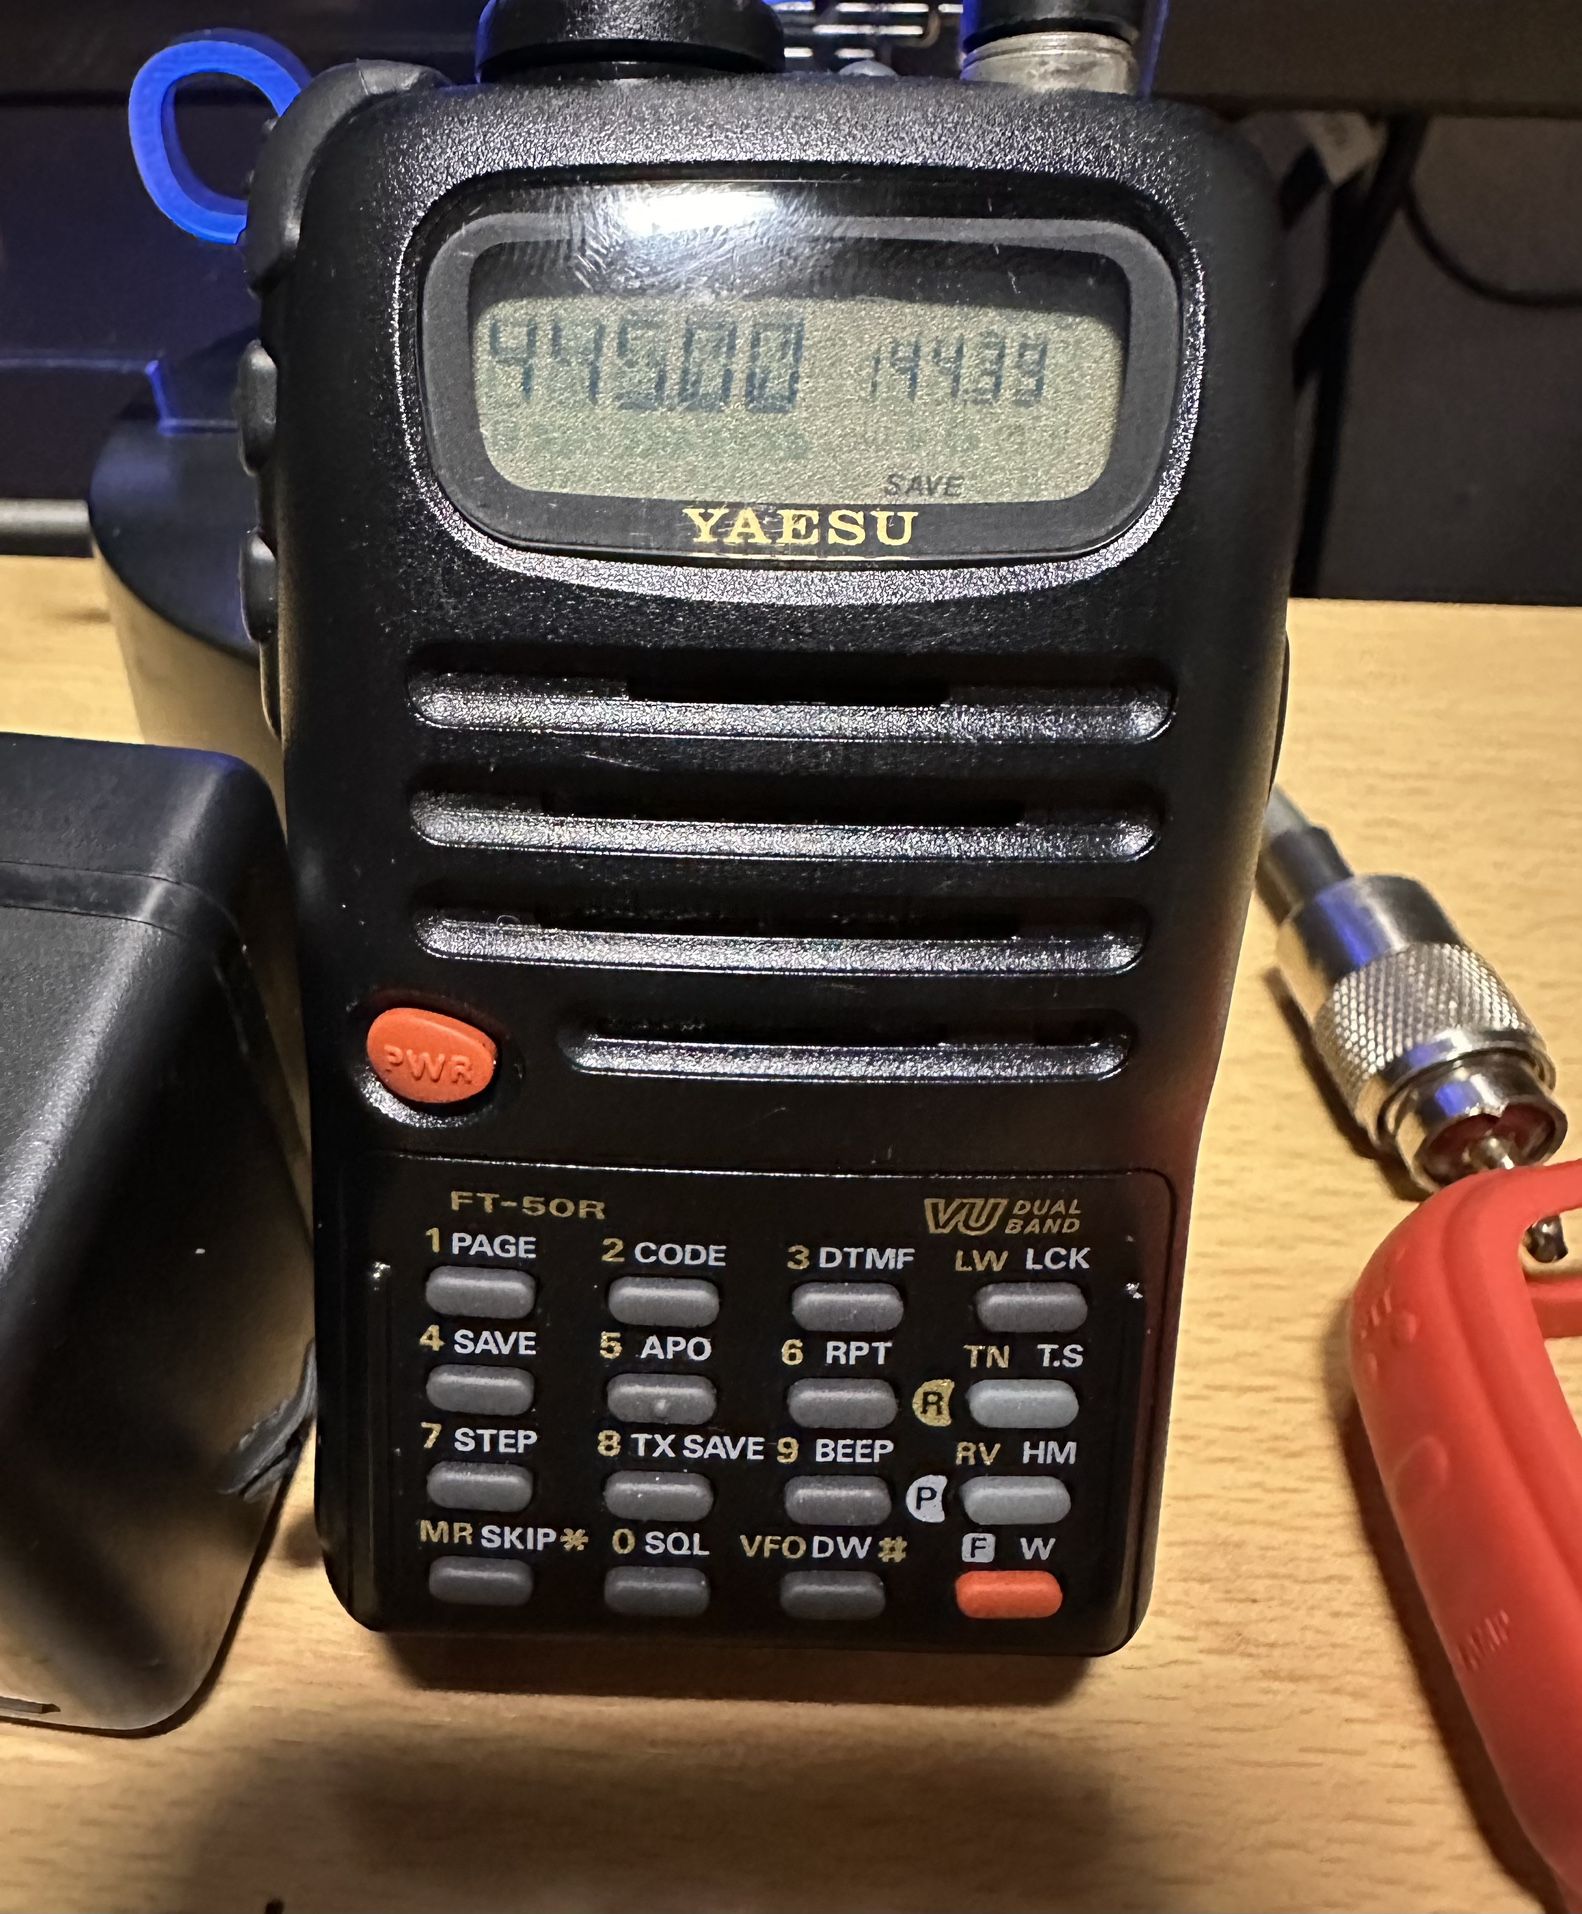 44500 14439
SAVE
YAESU
PWR
FT-50R VU DUAL BAND
1 PAGE 2 CODE 3 DTMF LW LCK
4 SAVE 5 APO 6 RPT TN T.S
R
7 STEP 8 TX SAVE 9 BEEP RV HM
P
MR SKIP* 0 SQL VFO DW # F W